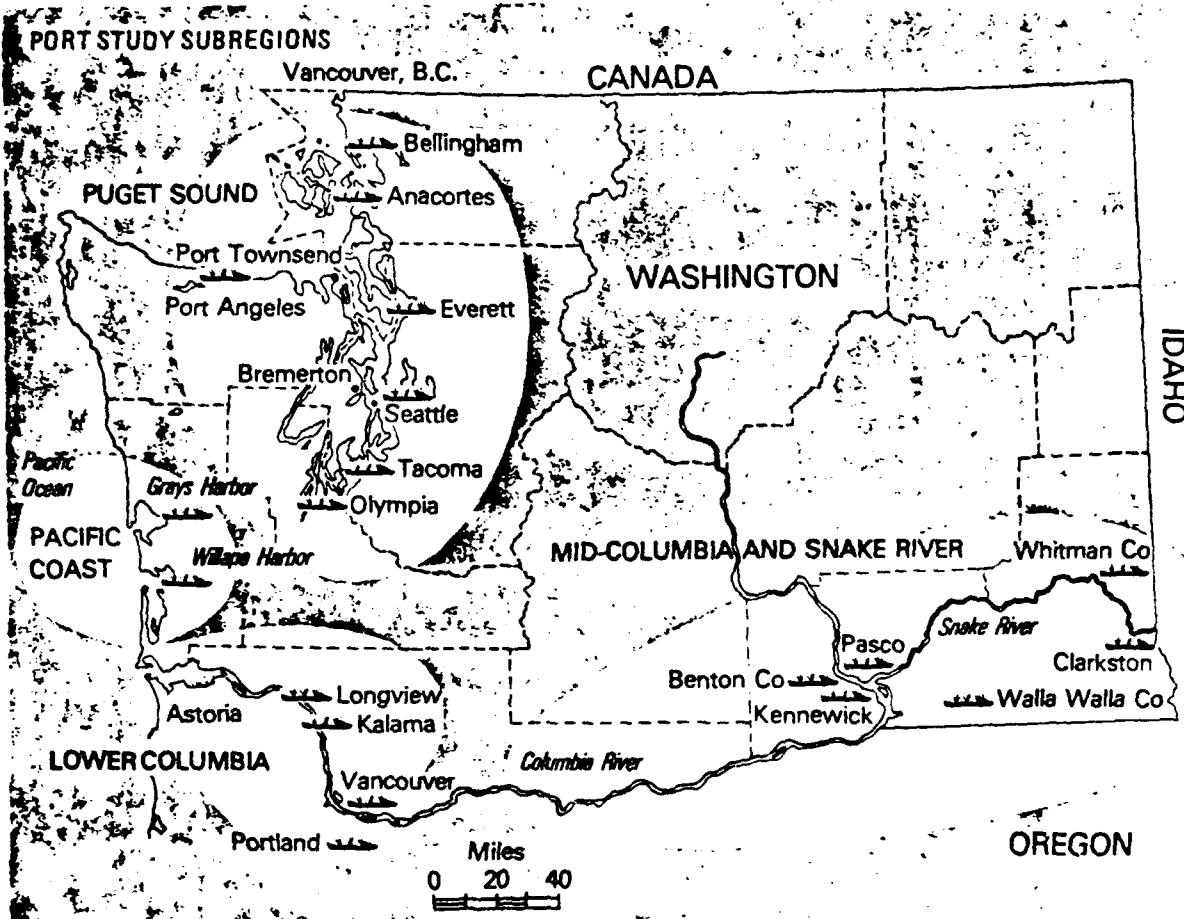 PORT STUDY SUBREGIONS
Vancouver, B.C.
CANADA
Bellingham
PUGET SOUND
Anacortes
Port Townsend
WASHINGTON
Port Angeles
Everett
IDAHO
Bremerton
Seattle
Pacific
Ocean
Tacoma
Grays Harbor
Olympia
PACIFIC
COAST
Willapa Harbor
MID-COLUMBIA AND SNAKE RIVER
Whitman Co
Snake River
Pasco
Clarkston
Benton Co
Longview
Walla Walla Co
Astoria
Kennewick
Kalama
LOWER COLUMBIA
Columbia River
Vancouver
Portland
OREGON
Miles
0 20 40